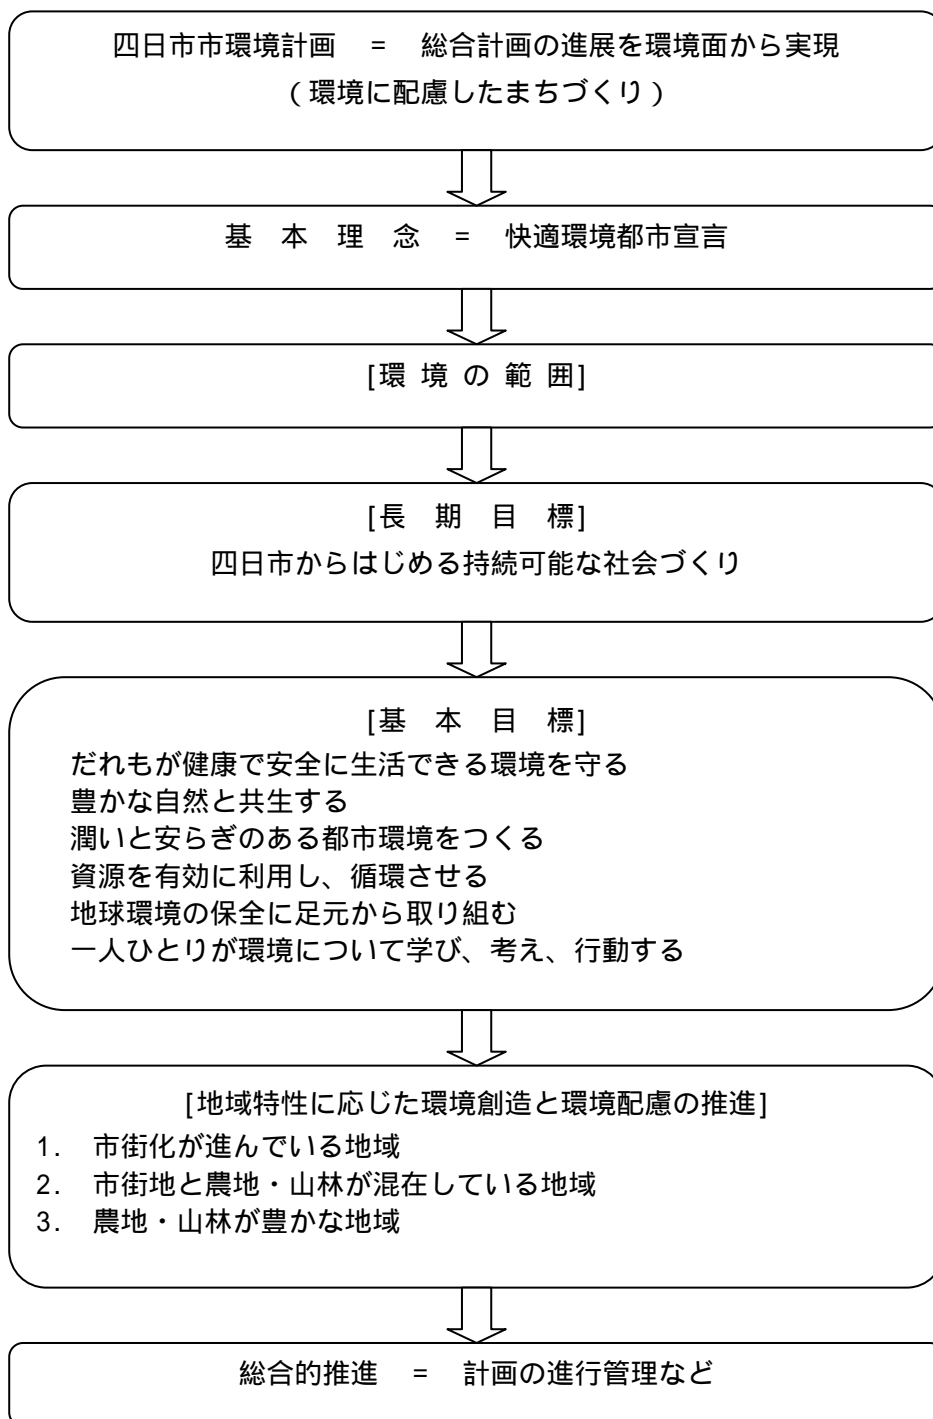 四日市市環境計画 = 総合計画の進展を環境面から実現
(環境に配慮したまちづくり)
基 本 理 念 = 快適環境都市宣言
[環 境 の 範 囲]
[長 期 目 標]
四日市からはじめる持続可能な社会づくり
[基 本 目 標]
だれもが健康で安全に生活できる環境を守る
豊かな自然と共生する
潤いと安らぎのある都市環境をつくる
資源を有効に利用し、循環させる
地球環境の保全に足元から取り組む
一人ひとりが環境について学び、考え、行動する
[地域特性に応じた環境創造と環境配慮の推進]
1. 市街化が進んでいる地域
2. 市街地と農地・山林が混在している地域
3. 農地・山林が豊かな地域
総合的推進 = 計画の進行管理など